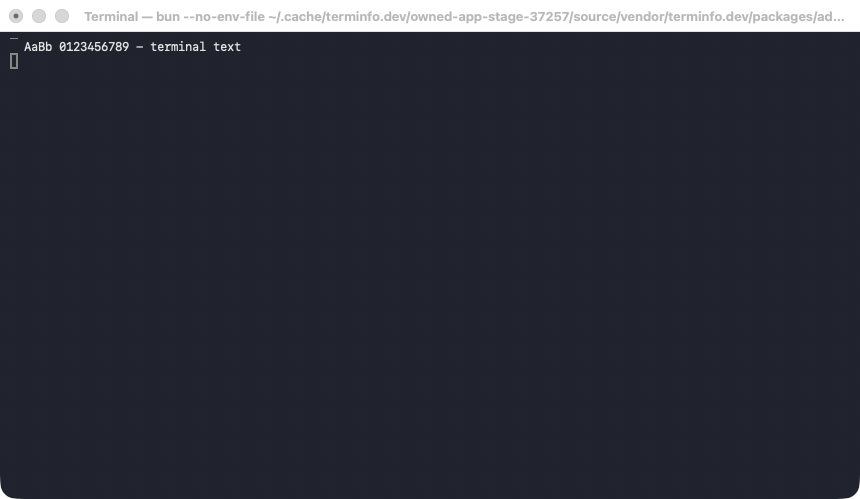 Terminal — bun --no-env-file ~/.cache/terminfo.dev/owned-app-stage-37257/source/vendor/terminfo.dev/packages/ad...
AaBb 0123456789 — terminal text